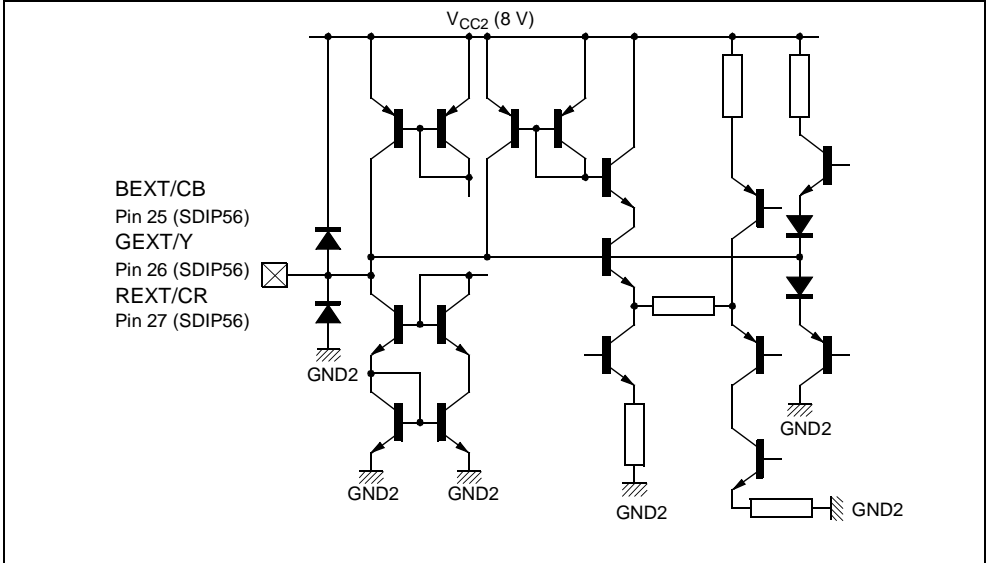 VCC2 (8 V)
BEXT/CB
Pin 25 (SDIP56)
GEXT/Y
Pin 26 (SDIP56)
REXT/CR
Pin 27 (SDIP56)
GND2
GND2
GND2
GND2
GND2
GND2